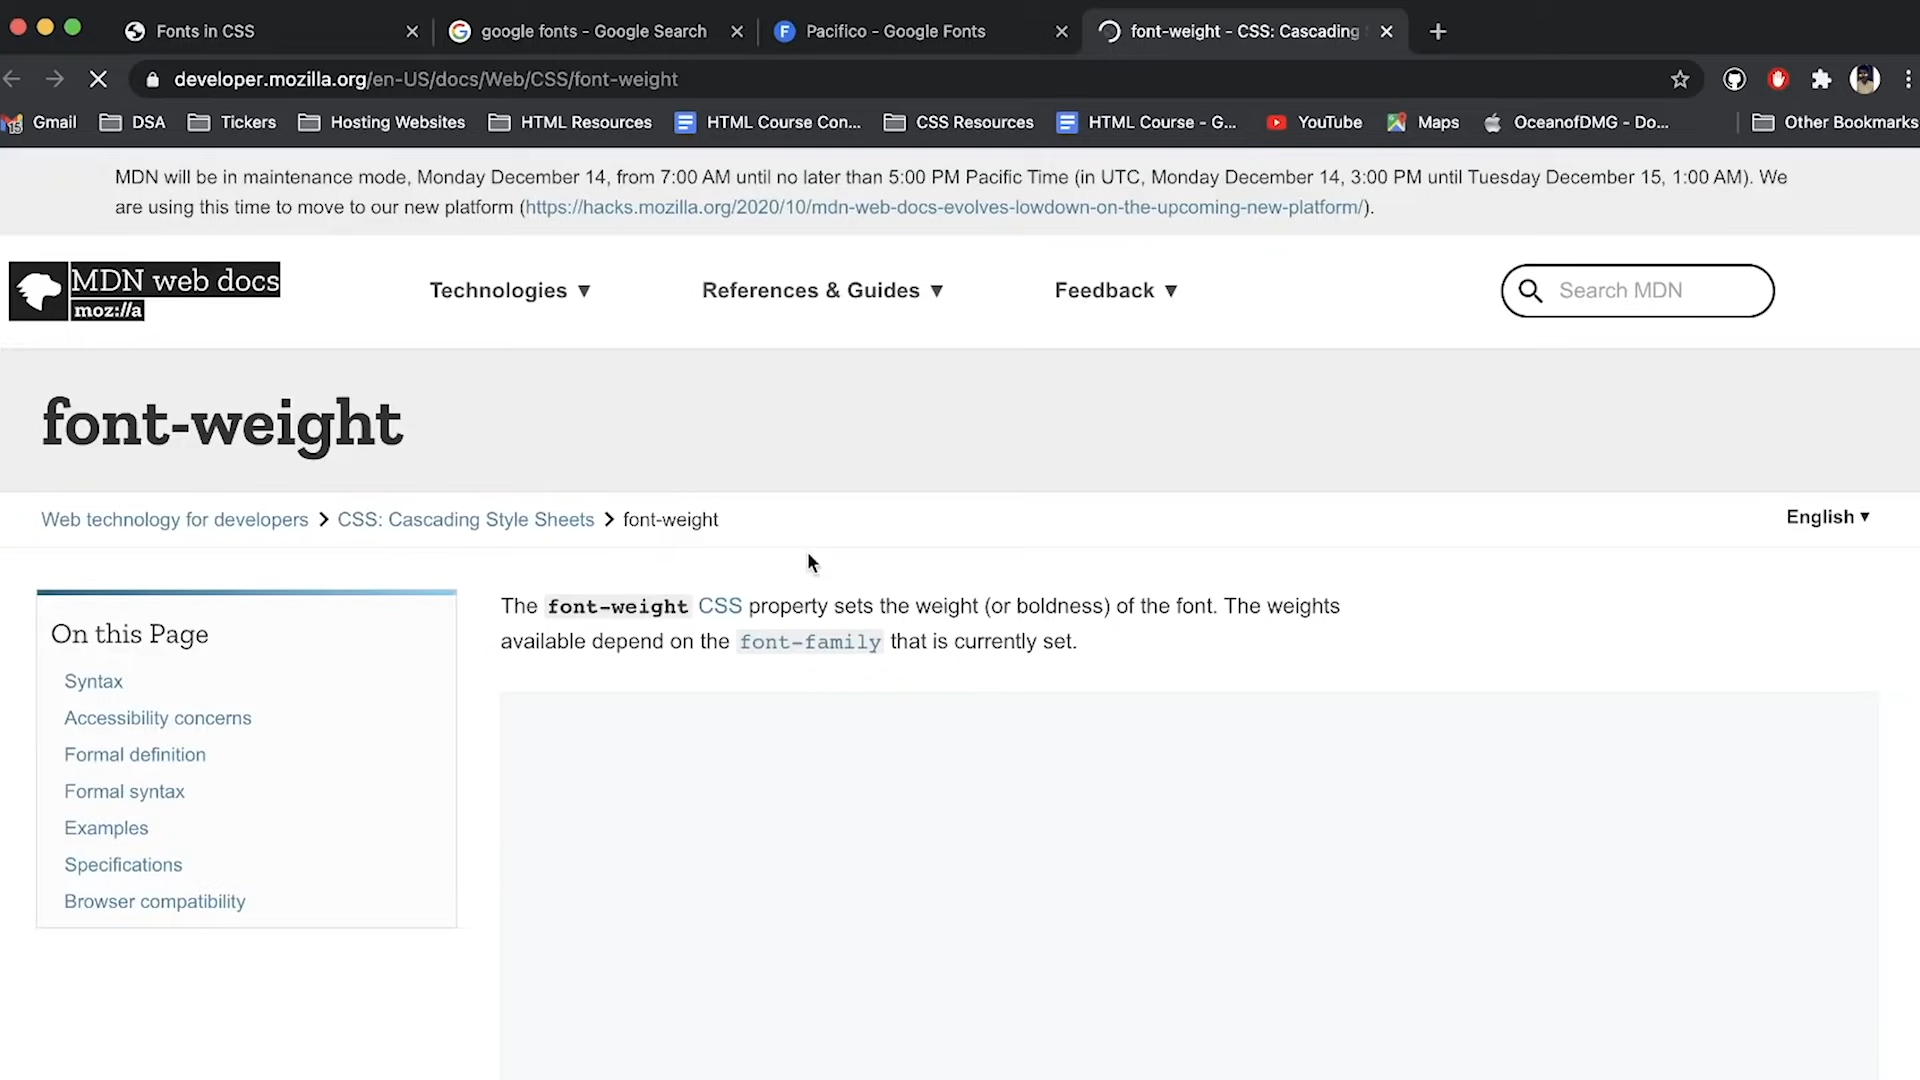 Fonts in CSS
google fonts - Google Search
Pacifico - Google Fonts
font-weight - CSS: Cascading
developer.mozilla.org/en-US/docs/Web/CSS/font-weight
15 Gmail
DSA
Tickers
Hosting Websites
HTML Resources
HTML Course Con...
CSS Resources
HTML Course - G...
YouTube
Maps
OceanofDMG - Do...
Other Bookmarks
MDN will be in maintenance mode, Monday December 14, from 7:00 AM until no later than 5:00 PM Pacific Time (in UTC, Monday December 14, 3:00 PM until Tuesday December 15, 1:00 AM). We
are using this time to move to our new platform (https://hacks.mozilla.org/2020/10/mdn-web-docs-evolves-lowdown-on-the-upcoming-new-platform/).
MDN web docs
moz://a
Technologies ▼
References & Guides ▼
Feedback ▼
Search MDN
font-weight
Web technology for developers > CSS: Cascading Style Sheets > font-weight
English ▼
On this Page
Syntax
Accessibility concerns
Formal definition
Formal syntax
Examples
Specifications
Browser compatibility
The font-weight CSS property sets the weight (or boldness) of the font. The weights
available depend on the font-family that is currently set.